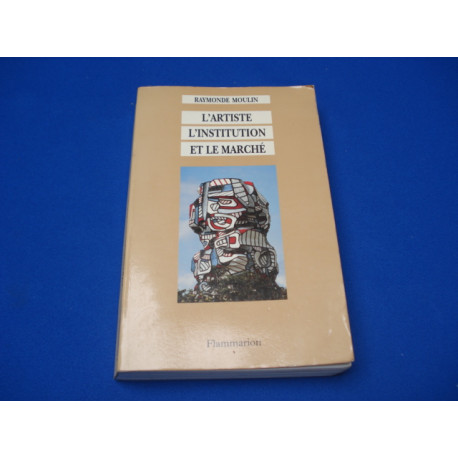 RAYMONDE MOULIN
L'ARTISTE
L'INSTITUTION
ET LE MARCHÉ
Flammarion